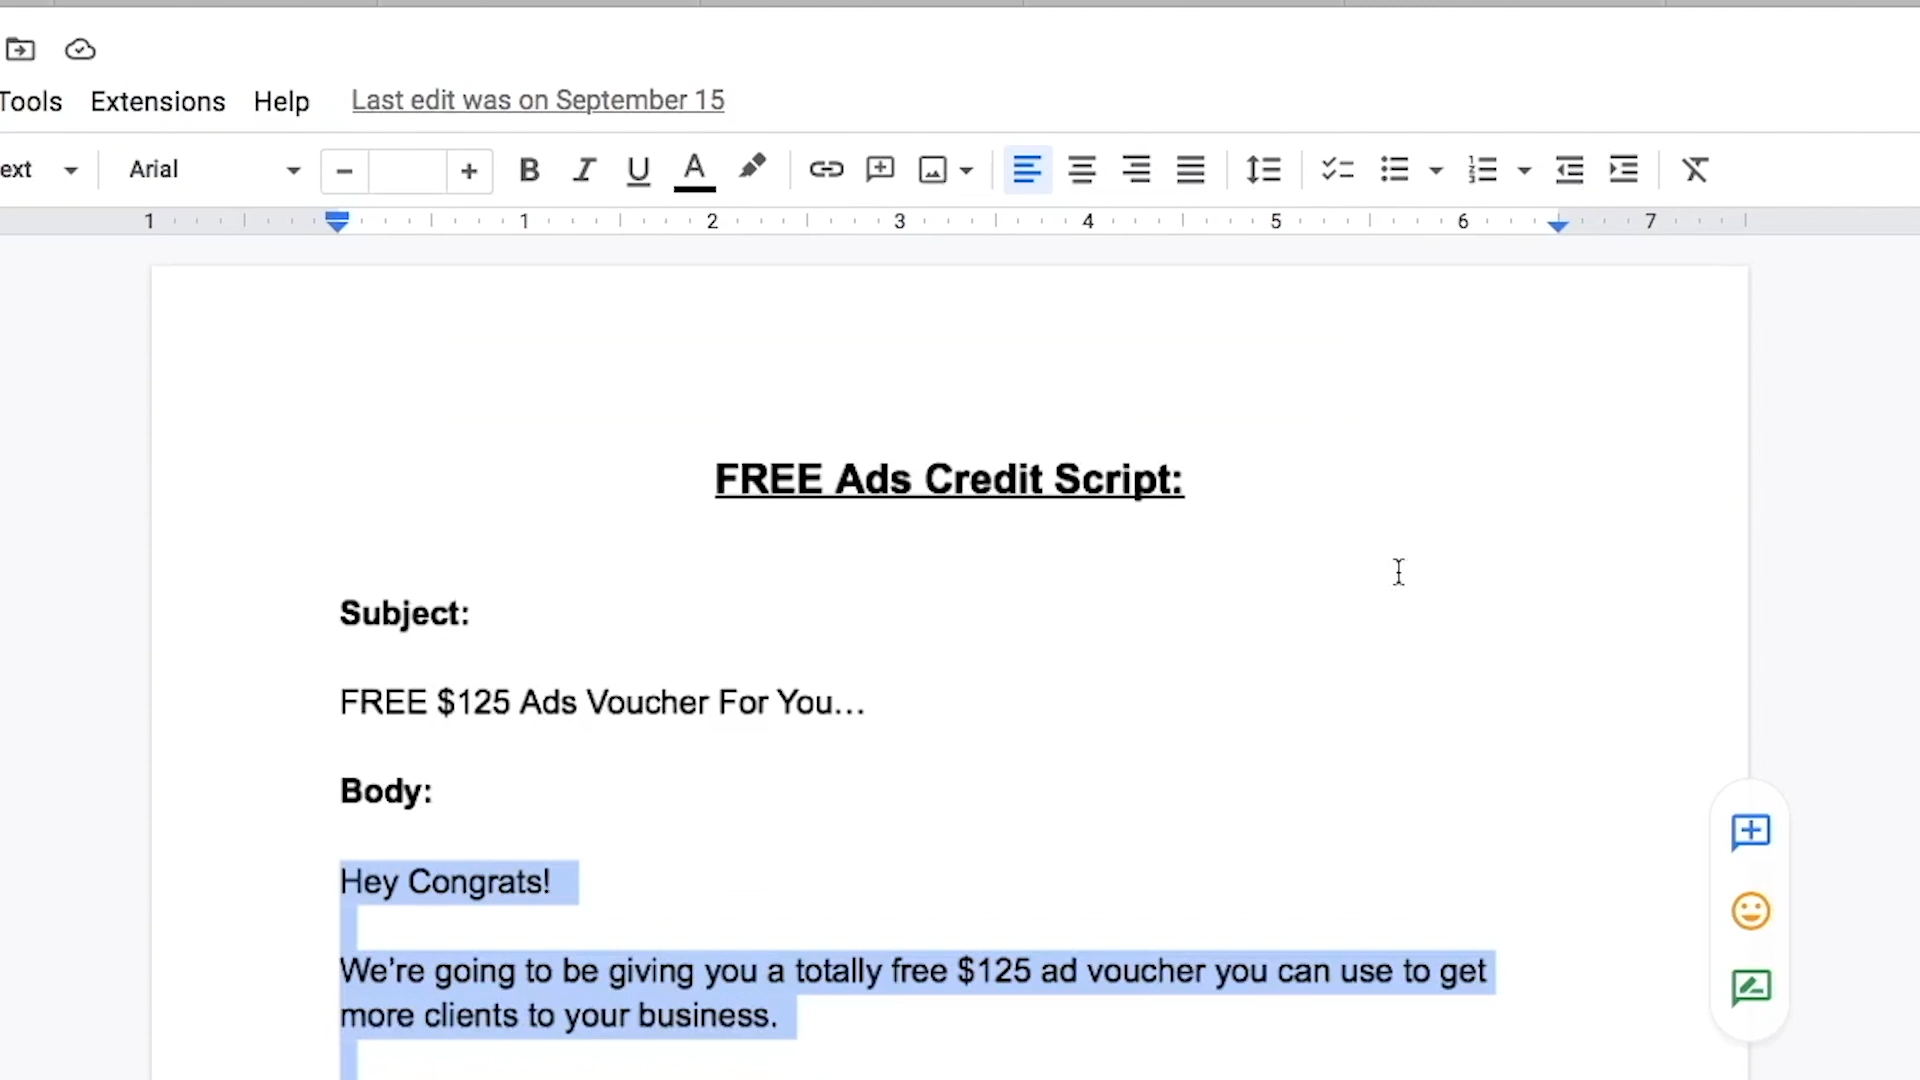 Tools Extensions Help Last edit was on September 15
ext Arial
1 1 2 3 4 5 6 7
FREE Ads Credit Script:
Subject:
FREE $125 Ads Voucher For You…
Body:
Hey Congrats!
We’re going to be giving you a totally free $125 ad voucher you can use to get
more clients to your business.